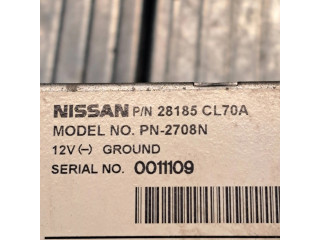 NISSAN P/N 28185 CL70A
MODEL NO. PN-2708N
12V (-) GROUND
SERIAL NO. 0011109